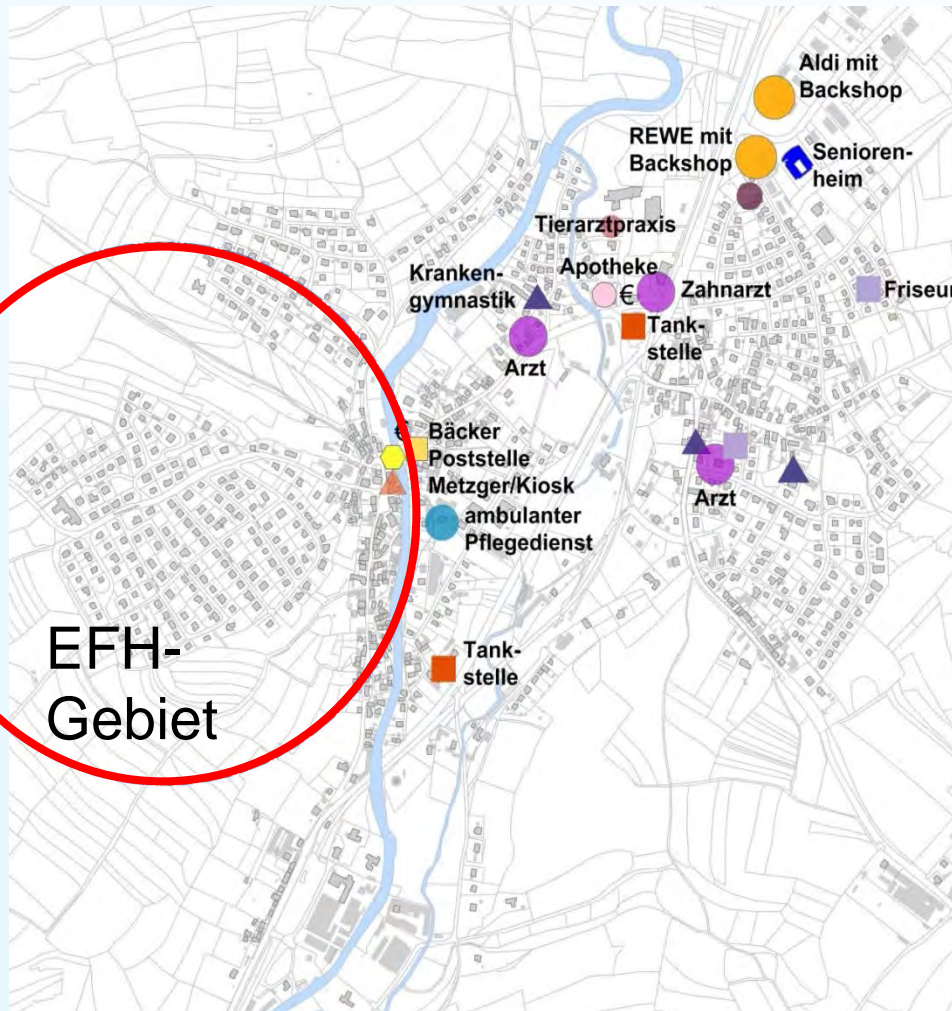 Aldi mit
Backshop
REWE mit
Backshop
Senioren-
heim
Tierarztpraxis
Kranken-
gymnastik
Apotheke
€
Zahnarzt
Friseur
Tank-
stelle
Arzt
€
Bäcker
Poststelle
Metzger/Kiosk
Arzt
ambulanter
Pflegedienst
EFH-
Gebiet
Tank-
stelle